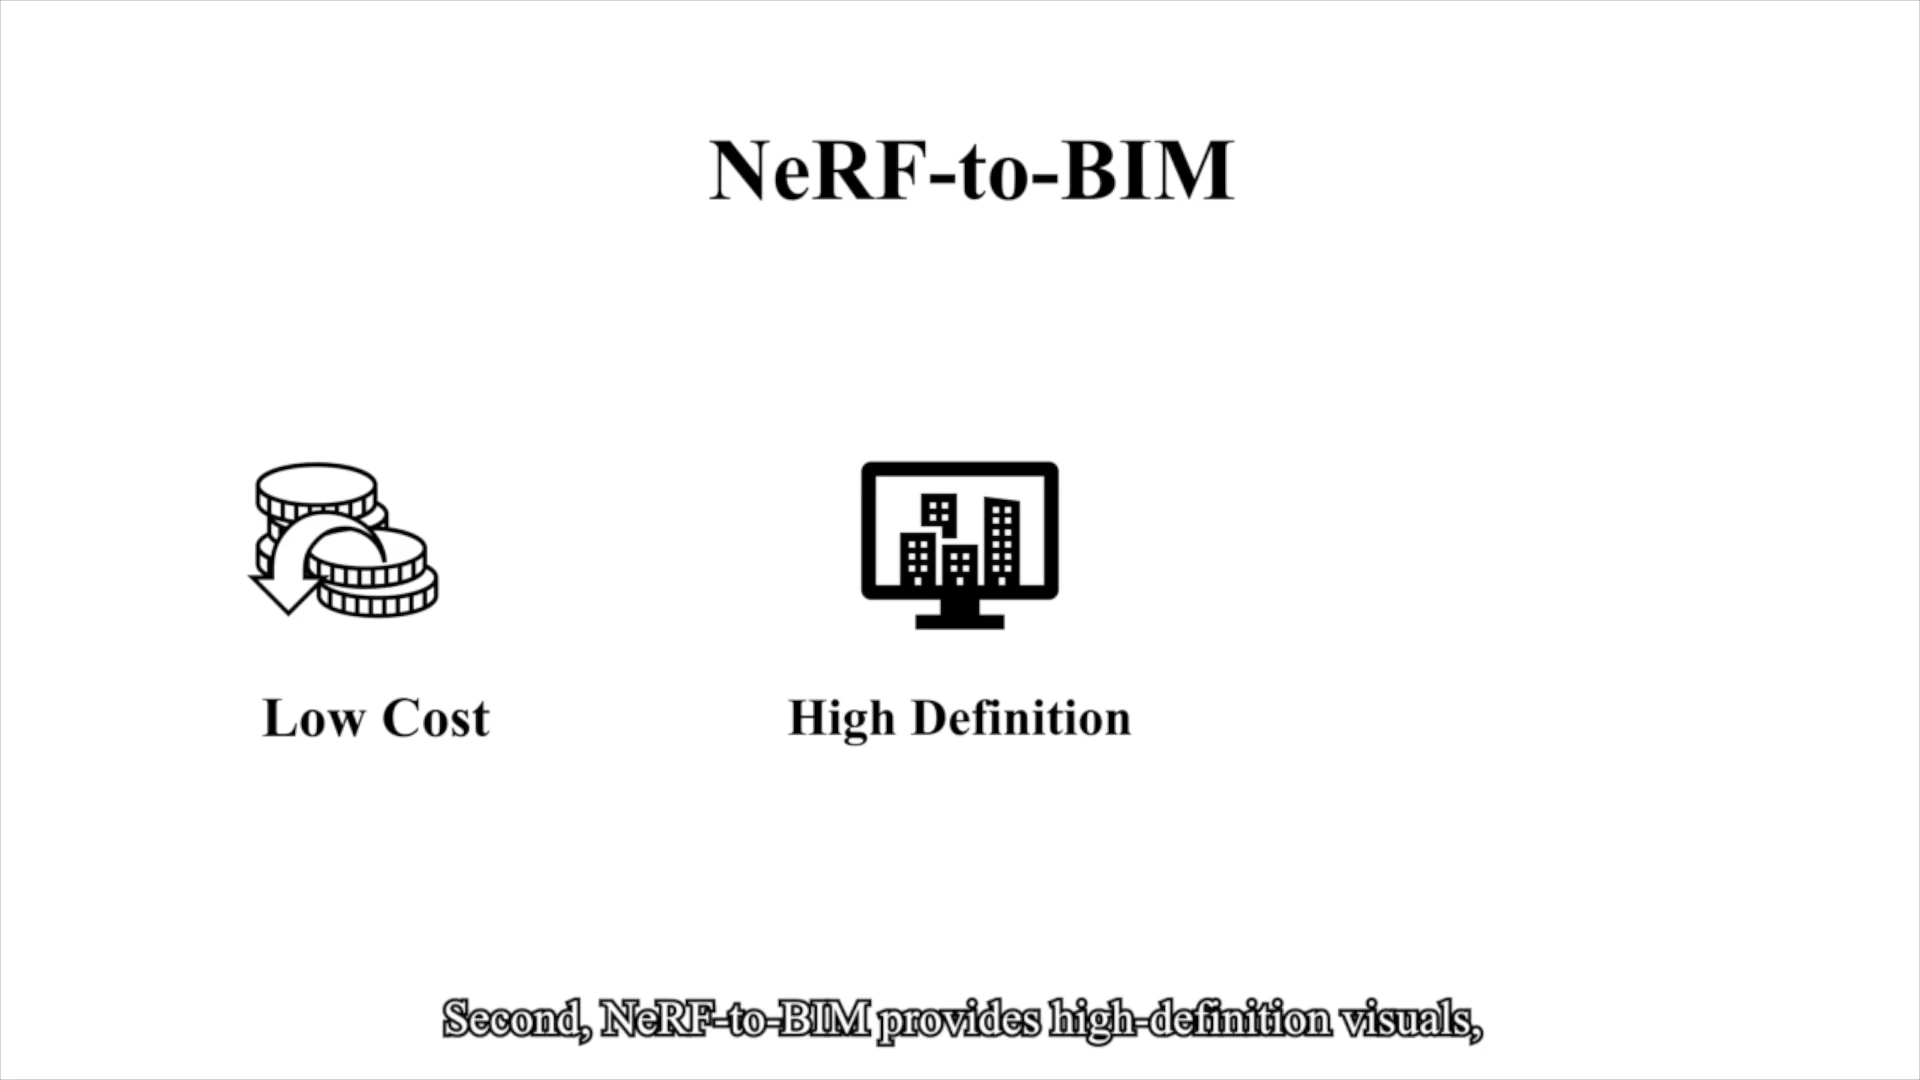 NeRF-to-BIM
Low Cost
High Definition
Second, NeRF-to-BIM provides high-definition visuals,